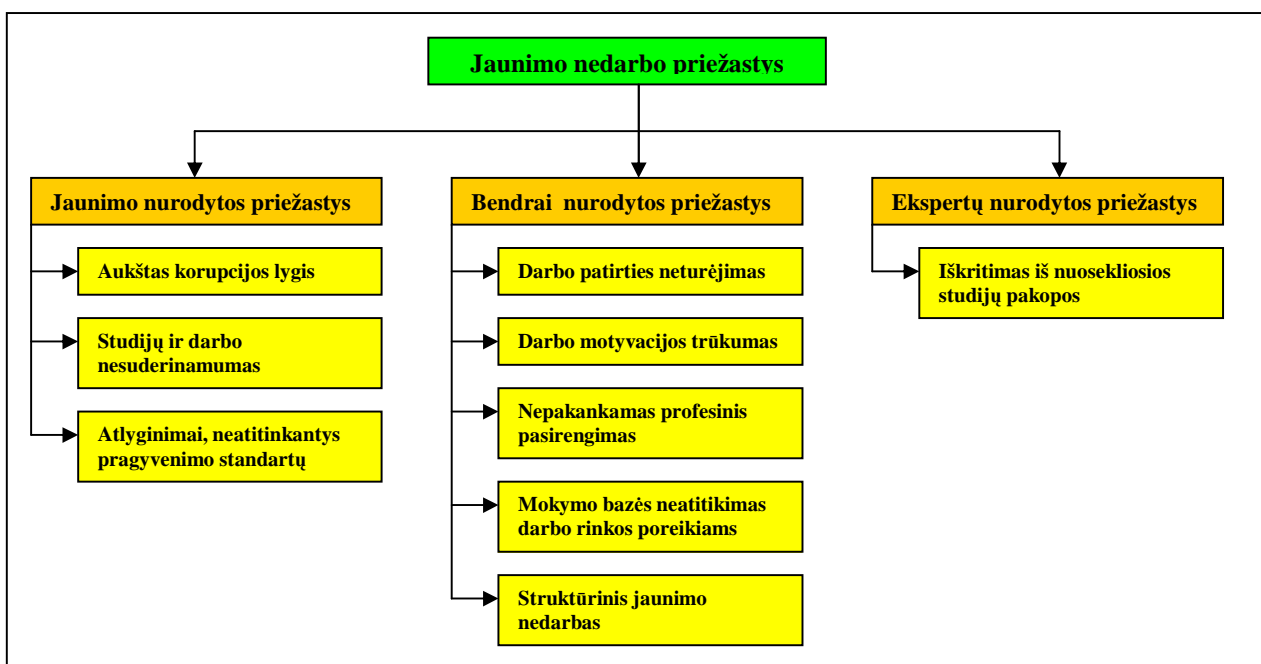 Jaunimo nedarbo priežastys
Jaunimo nurodytos priežastys
Aukštas korupcijos lygis
Studijų ir darbo
nesuderinamumas
Atlyginimai, neatitinkantys
pragyvenimo standartų
Bendrai nurodytos priežastys
Darbo patirties neturėjimas
Darbo motyvacijos trūkumas
Nepakankamas profesinis
pasirengimas
Mokymo bazės neatitikimas
darbo rinkos poreikiams
Struktūrinis jaunimo
nedarbas
Ekspertų nurodytos priežastys
Iškritimas iš nuosekliosios
studijų pakopos